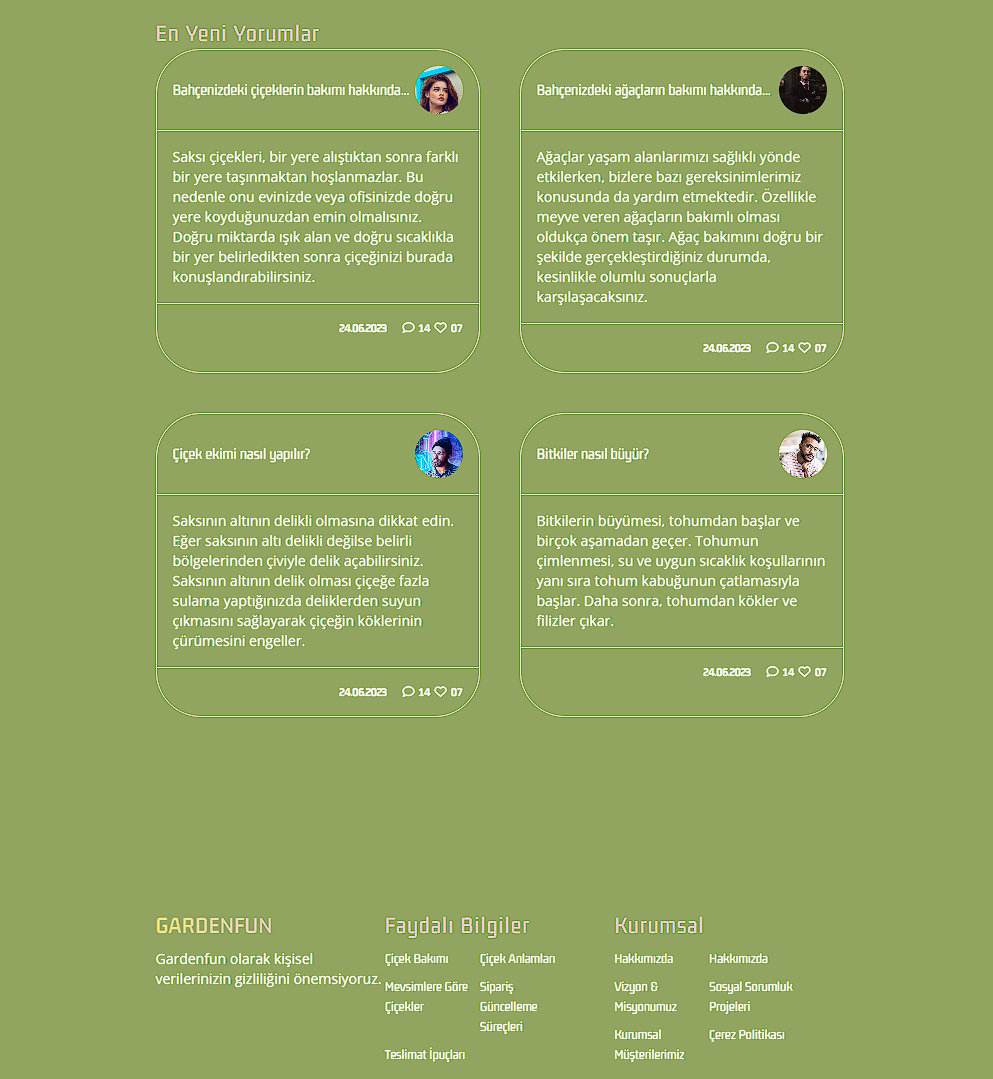 En Yeni Yorumlar
Bahçenizdeki çiçeklerin bakımı hakkında...
Saksı çiçekleri, bir yere alıştıktan sonra farklı
bir yere taşınmaktan hoşlanmazlar. Bu
nedenle onu evinizde veya ofisinizde doğru
yere koyduğunuzdan emin olmalısınız.
Doğru miktarda ışık alan ve doğru sıcaklıkla
bir yer belirledikten sonra çiçeğinizi burada
konuşlandırabilirsiniz.
24.06.2023 14 07
Bahçenizdeki ağaçların bakımı hakkında...
Ağaçlar yaşam alanlarımızı sağlıklı yönde
etkilerken, bizlere bazı gereksinimlerimiz
konusunda da yardım etmektedir. Özellikle
meyve veren ağaçların bakımlı olması
oldukça önem taşır. Ağaç bakımını doğru bir
şekilde gerçekleştirdiğiniz durumda,
kesinlikle olumlu sonuçlarla
karşılaşacaksınız.
24.06.2023 14 07
Çiçek ekimi nasıl yapılır?
Saksının altının delikli olmasına dikkat edin.
Eğer saksının altı delikli değilse belirli
bölgelerinden çiviyle delik açabilirsiniz.
Saksının altının delik olması çiçeğe fazla
sulama yaptığınızda deliklerden suyun
çıkmasını sağlayarak çiçeğin köklerinin
çürümesini engeller.
24.06.2023 14 07
Bitkiler nasıl büyür?
Bitkilerin büyümesi, tohumdan başlar ve
birçok aşamadan geçer. Tohumun
çimlenmesi, su ve uygun sıcaklık koşullarının
yanı sıra tohum kabuğunun çatlamasıyla
başlar. Daha sonra, tohumdan kökler ve
filizler çıkar.
24.06.2023 14 07
GARDENFUN
Gardenfun olarak kişisel
verilerinizin gizliliğini önemsiyoruz.
Faydalı Bilgiler
Çiçek Bakımı
Çiçek Anlamları
Mevsimlere Göre
Çiçekler
Sipariş
Güncelleme
Süreçleri
Teslimat İpuçları
Kurumsal
Hakkımızda
Hakkımızda
Vizyon &
Misyonumuz
Sosyal Sorumluk
Projeleri
Kurumsal
Müşterilerimiz
Çerez Politikası